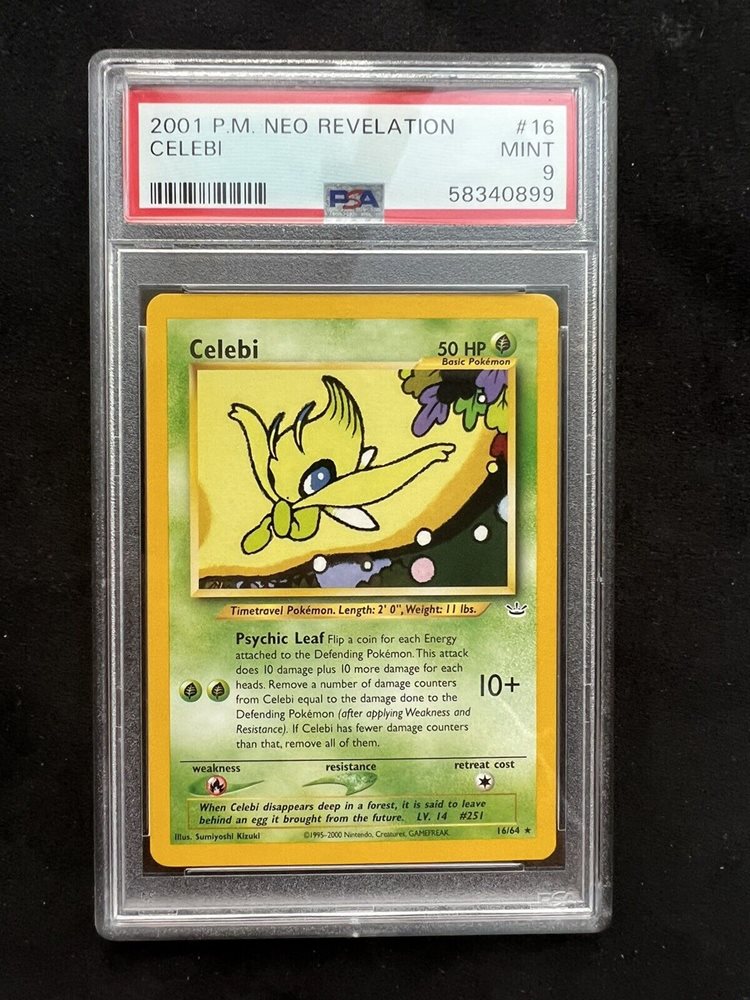 2001 P.M. NEO REVELATION #16
CELEBI MINT
9
PSA 58340899
Celebi 50 HP
Basic Pokémon
Timetravel Pokémon. Length: 2' 0", Weight: 11 lbs.
Psychic Leaf Flip a coin for each Energy
attached to the Defending Pokémon. This attack
does 10 damage plus 10 more damage for each
heads. Remove a number of damage counters
from Celebi equal to the damage done to the
Defending Pokémon (after applying Weakness and
Resistance). If Celebi has fewer damage counters
than that, remove all of them.
10+
weakness resistance retreat cost
When Celebi disappears deep in a forest, it is said to leave
behind an egg it brought from the future. LV. 14 #251
Illus. Sumiyoshi Kizuki ©1995-2000 Nintendo, Creatures, GAMEFREAK. 16/64 ★
PSA